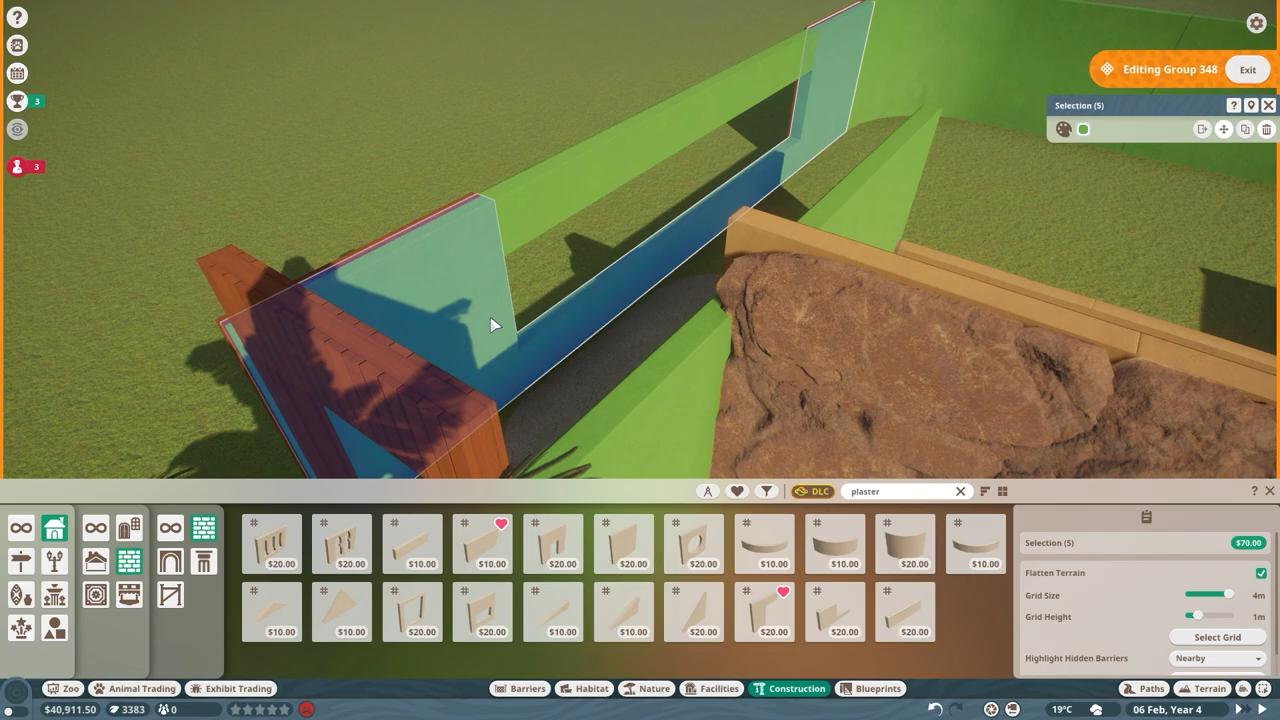 ?
Editing Group 348
Exit
3
Selection (5)
?
3
DLC
plaster
?
$20.00
$20.00
$10.00
$10.00
$20.00
$20.00
$20.00
$10.00
$10.00
$20.00
$10.00
$10.00
$10.00
$20.00
$20.00
$10.00
$10.00
$20.00
$20.00
$20.00
$20.00
Selection (5)
$70.00
Flatten Terrain
Grid Size
4m
Grid Height
1m
Select Grid
Highlight Hidden Barriers
Nearby
Zoo
Animal Trading
Exhibit Trading
Barriers
Habitat
Nature
Facilities
Construction
Blueprints
Paths
Terrain
$40,911.50
3383
0
19°C
06 Feb, Year 4